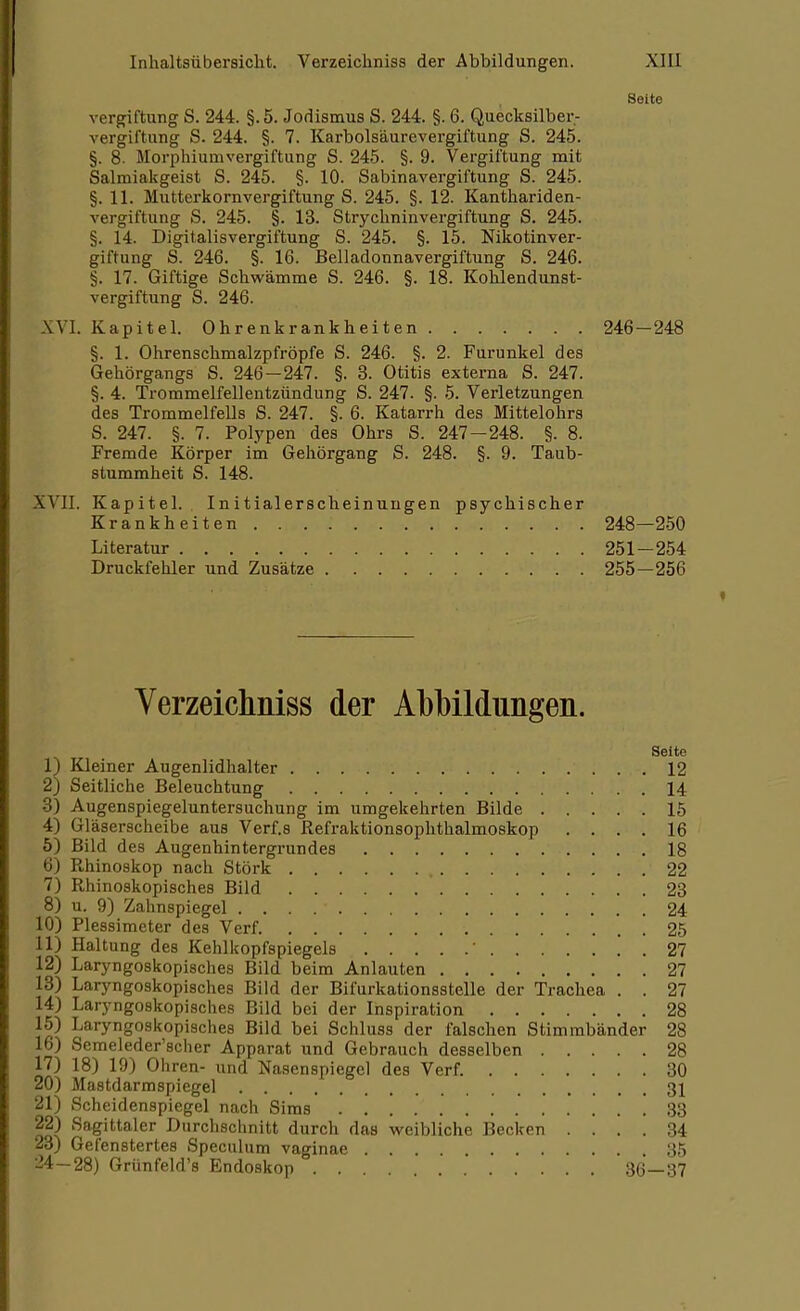 Inhaltsübersicht. Verzeichniss der Abbildungen. XIII
Seite
vergiftung S. 244. §. 5. Jodismus S. 244. §. 6. Quecksilber-
vergiftung S. 244. §. 7. Karbolsäurevergiftung S. 245.
§. 8. Morphiumvergiftung S. 245. §. 9. Vergiftung mit
Salmiakgeist S. 245. §. 10. Sabinavergiftung S. 245.
§. 11. Mutterkornvergiftung S. 245. §. 12. Kanthariden-
vergiftung S. 245. §. 13. Strychninvergiftung S. 245.
§. 14. Digitalisvergiftung S. 245. §. 15. Nikotinver-
giftung S. 246. §. 16. Belladonnavergiftung S. 246.
§. 17. Giftige Schwämme S. 246. §. 18. Kohlendunst-
vergiftung S. 246.
XVI. Kapitel. Ohrenkrankheiten . . . . . . . 246—248
§. 1. Ohrenschmalzpfröpfe S. 246. §. 2. Furunkel des
Gehörgangs S. 246—247. §. 3. Otitis externa S. 247.
§. 4. Trommelfellentzündung S. 247. §. 5. Verletzungen
des Trommelfells S. 247. §. 6. Katarrh des Mittelohrs
S. 247. §. 7. Polypen des Ohrs S. 247—248. §. 8.
Fremde Körper im Gehörgang S. 248. §. 9. Taub-
stummheit S. 148.
XVII. Kapitel. Initialerscheinungen psychischer
Krankheiten . . . . . . . . . . . . . . 248—250
Literatur . . . . . . . . . . . . . . . . . 251—254
Druckfehler und Zusätze . . . . . . . . . . . 255—256
Verzeichniss der Abbildungen.
Seite
1) Kleiner Augenlidhalter . . . . . . . . . . . . . . . 12
2) Seitliche Beleuchtung . . . . . . . . . . . . . . . 14
3) Augenspiegeluntersuchung im umgekehrten Bilde . . . . . 15
4) Gläserscheibe aus Verf.s Refraktionsophthalmoskop . . . . 16
5) Bild des Augenhintergrundes . . . . . . . . . . . . 18
6) Rhinoskop nach Störk . . . . . . . . . . . . . . . 22
7) Rhinoskopisches Bild . . . . . . . . . . . . . . . 23
8) u. 9) Zahnspiegel . . . . . . . . . . . . . . . . . 24
10) Plessimeter des Verf. . . . . . . . . . . . . . . . . 25
11) Haltung des Kehlkopfspiegels . . . . . . . . . . . . 27
12) Laryngoskopisches Bild beim Anlauten . . . . . . . . . 27
13) Laryngoskopisches Bild der Bifurkationsstelle der Trachea . . 27
14) Laryngoskopisches Bild bei der Inspiration . . . . . . . 28
15) Laryngoskopisches Bild bei Schluss der falschen Stimmbänder 28
16) Semeleder'scher Apparat und Gebrauch desselben . . . . . 28
17) 18) 19) Ohren- und Nasenspiegel des Verf. . . . . . . . . 30
20) Mastdarmspiegel . . . . . . . . . . . . . . . . . 31
21) Scheidenspiegel nach Sims . . . . . . . . . . . . . 33
22) Sagittaler Durchschnitt durch das weibliche Becken . . . . 34
23) Gefenstertes Speculum vaginae . . . . . . . . . . . . 35
24—28) Grünfeld's Endoskop . . . . . . . . . . . . 36—37